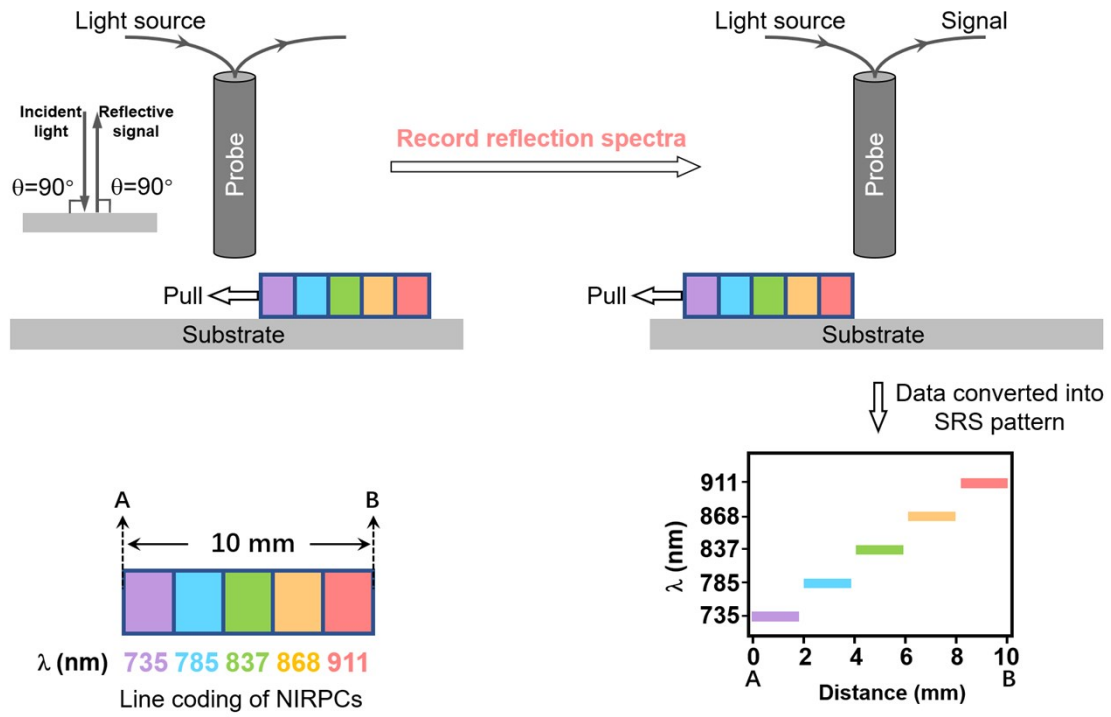 Light source
Incident light
Reflective signal
θ=90°
θ=90°
Probe
Pull
Substrate
Record reflection spectra
Light source
Signal
Probe
Pull
Substrate
Data converted into
SRS pattern
A
B
10 mm
λ (nm) 735 785 837 868 911
Line coding of NIRPCs
λ (nm)
911
868
837
785
735
0 2 4 6 8 10
A B
Distance (mm)